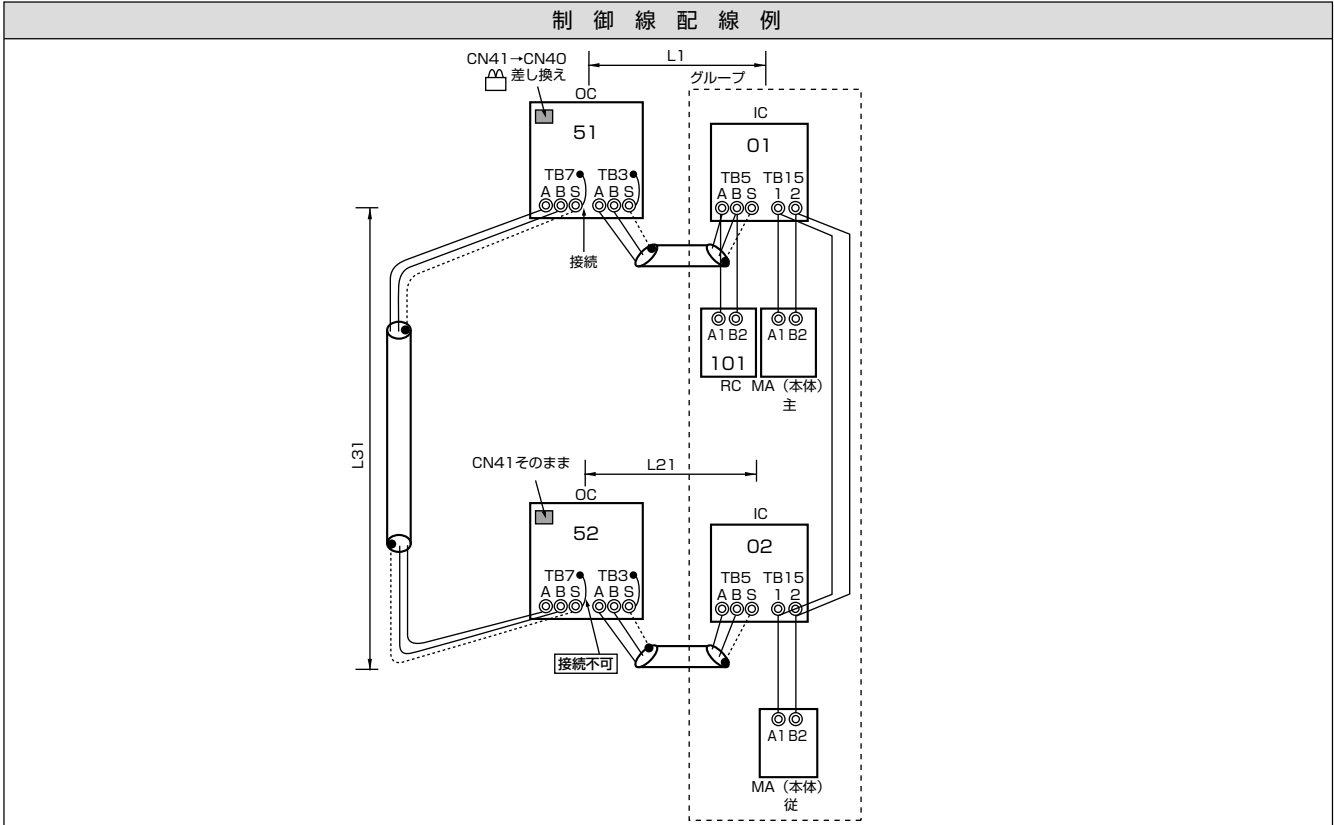 制御線配線例
CN41→CN40
差し換え
L1
グループ
OC
IC
51
01
TB7 TB3
A B S A B S
TB5 TB15
A B S 1 2
接続
A1 B2
101
RC
A1 B2
MA（本体）
主
L31
CN41そのまま
L21
OC
IC
52
02
TB7 TB3
A B S A B S
TB5 TB15
A B S 1 2
接続不可
A1 B2
MA（本体）
従